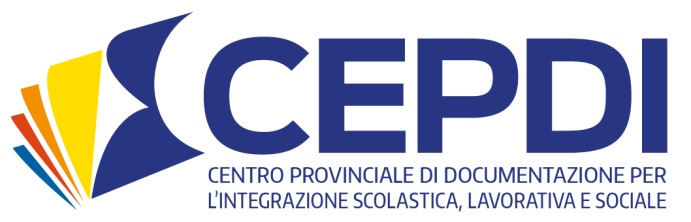 CEPDI
CENTRO PROVINCIALE DI DOCUMENTAZIONE PER
L'INTEGRAZIONE SCOLASTICA, LAVORATIVA E SOCIALE